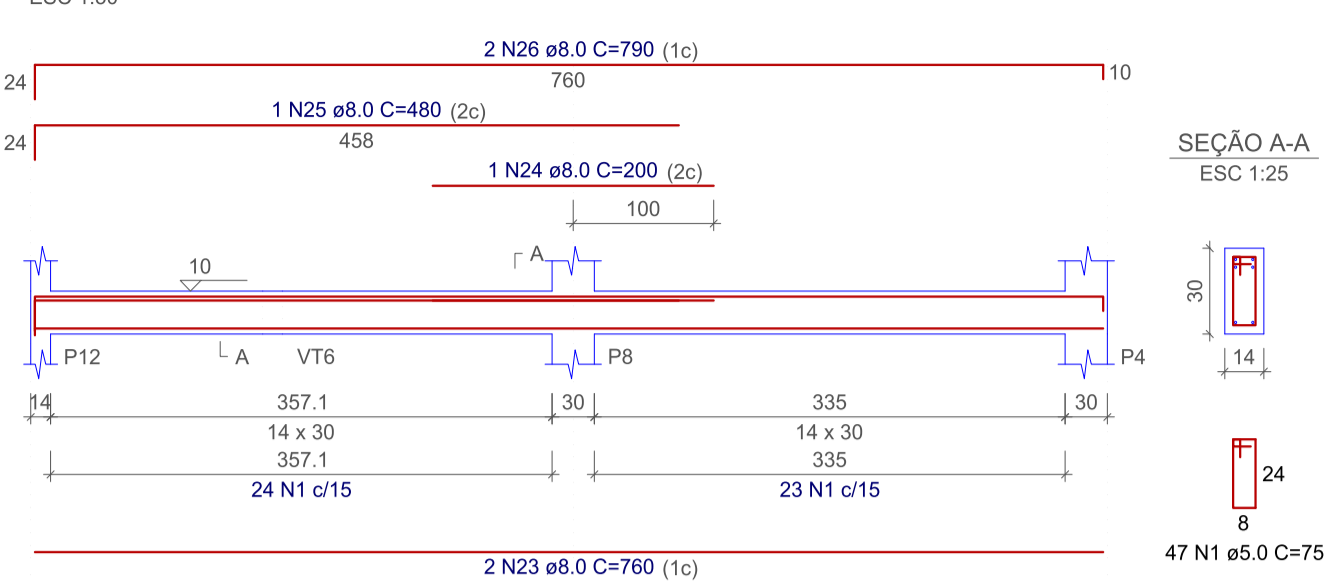 2 N26 ø8.0 C=790 (1c)
24
760
10
1 N25 ø8.0 C=480 (2c)
24
458
1 N24 ø8.0 C=200 (2c)
100
SEÇÃO A-A
ESC 1:25
A
10
30
14
P12
A
VT6
P8
P4
14
357.1
30
335
30
14 x 30
14 x 30
357.1
335
24 N1 c/15
23 N1 c/15
24
8
47 N1 ø5.0 C=75
2 N23 ø8.0 C=760 (1c)